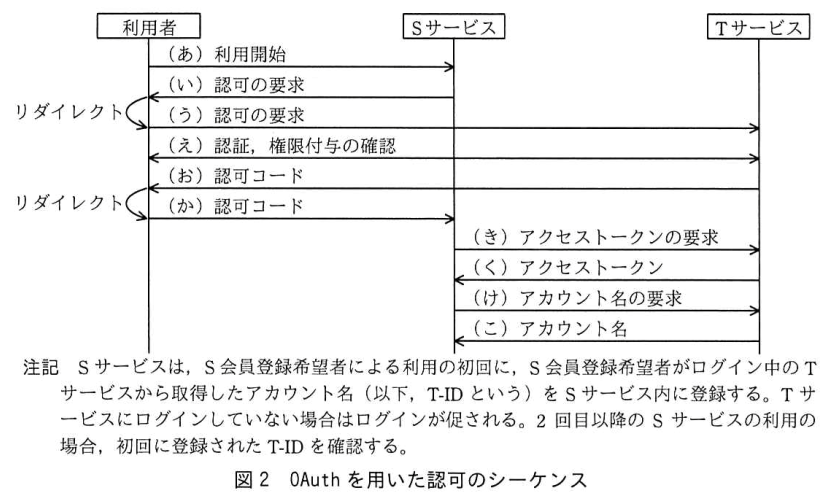 利用者
Sサービス
Tサービス
(あ) 利用開始
(い) 認可の要求
リダイレクト
(う) 認可の要求
(え) 認証,権限付与の確認
(お) 認可コード
リダイレクト
(か) 認可コード
(き) アクセストークンの要求
(く) アクセストークン
(け) アカウント名の要求
(こ) アカウント名
注記 Sサービスは,S会員登録希望者による利用の初回に,S会員登録希望者がログイン中のT
サービスから取得したアカウント名(以下,T-IDという)をSサービス内に登録する。Tサ
ービスにログインしていない場合はログインが促される。2回目以降のSサービスの利用の
場合,初回に登録されたT-IDを確認する。
図2 OAuthを用いた認可のシーケンス